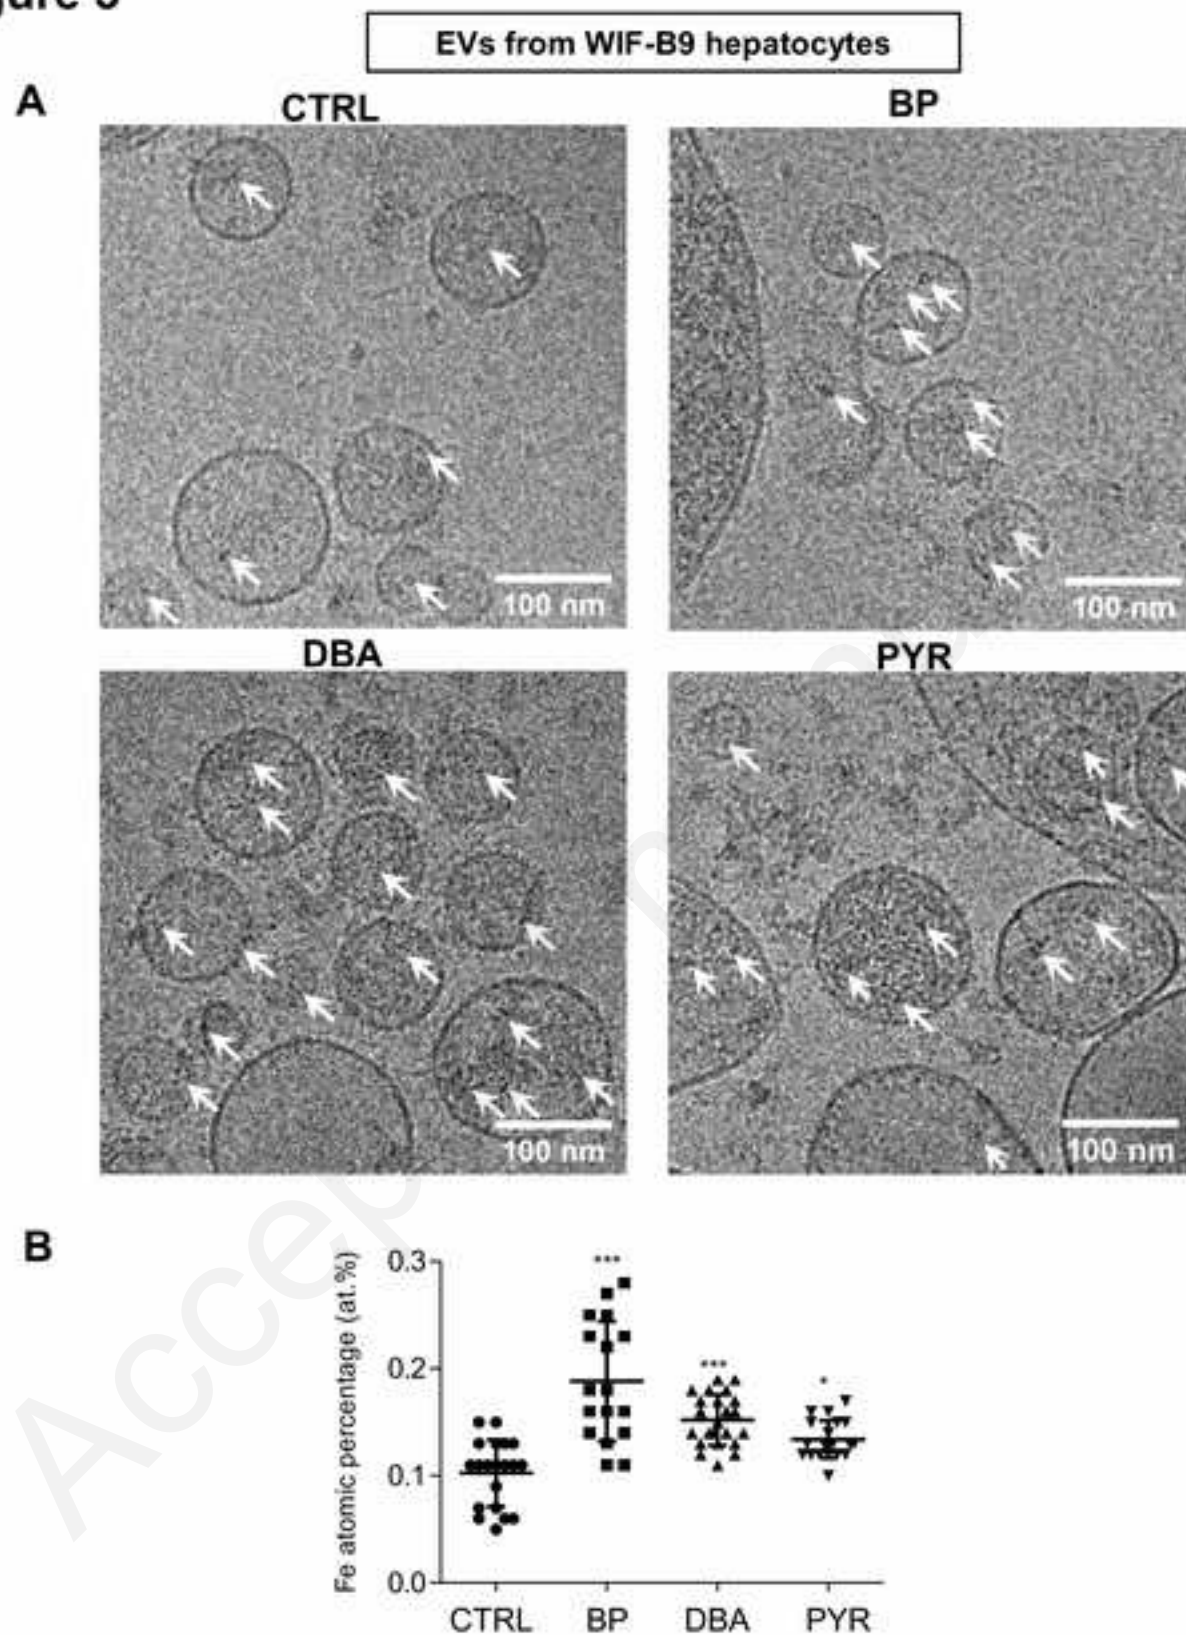 EVs from WIF-B9 hepatocytes
A
CTRL
BP
100 nm
100 nm
DBA
PYR
100 nm
100 nm
B
Fe atomic percentage (at.%)
0.3
0.2
0.1
0.0
***
***
*
CTRL
BP
DBA
PYR